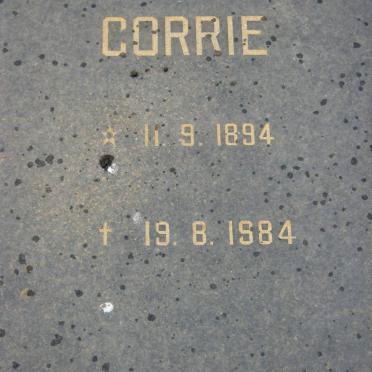 CORRIE
☆ 11. 9. 1894
† 19. 8. 1984